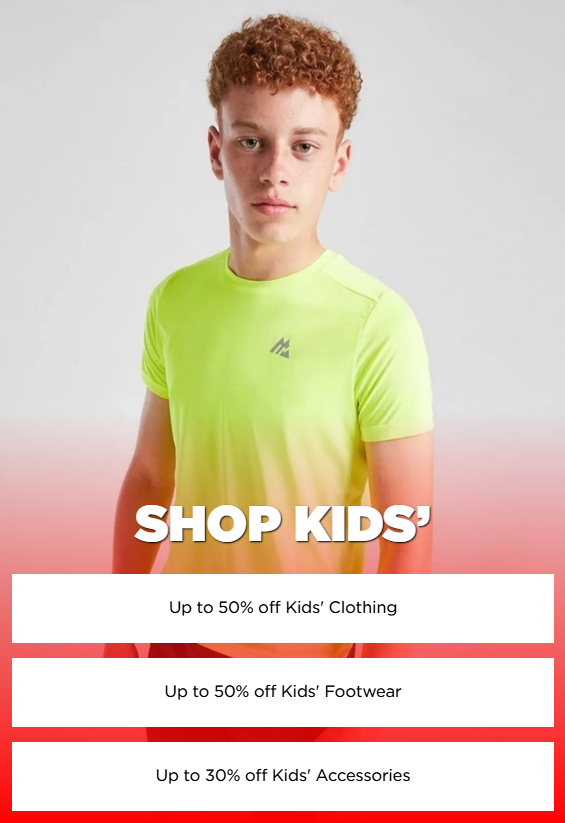 SHOP KIDS’
Up to 50% off Kids' Clothing
Up to 50% off Kids' Footwear
Up to 30% off Kids' Accessories